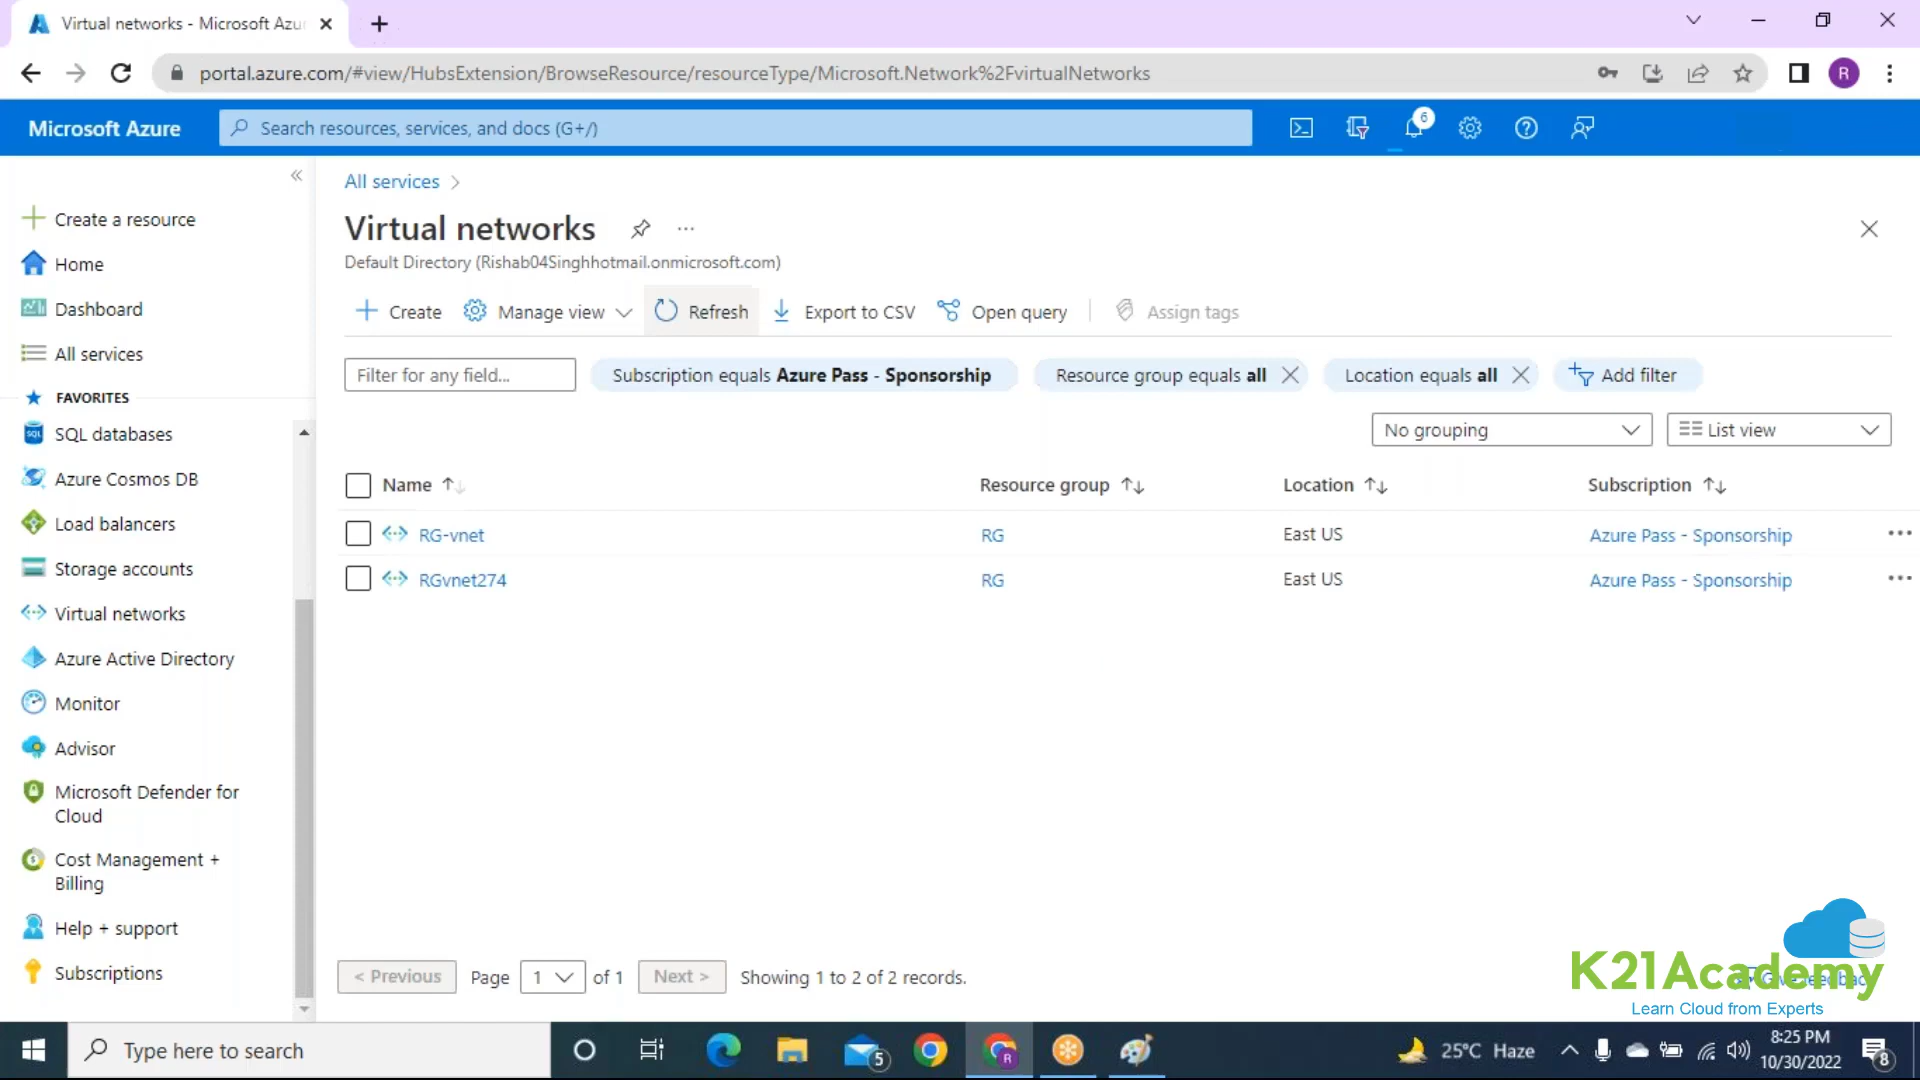 Virtual networks - Microsoft Azu
portal.azure.com/#view/HubsExtension/BrowseResource/resourceType/Microsoft.Network%2FvirtualNetworks
R
Microsoft Azure
Search resources, services, and docs (G+/)
6
«
All services >
Create a resource
Home
Dashboard
All services
FAVORITES
SQL databases
Azure Cosmos DB
Load balancers
Storage accounts
Virtual networks
Azure Active Directory
Monitor
Advisor
Microsoft Defender for
Cloud
Cost Management +
Billing
Help + support
Subscriptions
Virtual networks
Default Directory (Rishab04Singhhotmail.onmicrosoft.com)
Create Manage view Refresh Export to CSV Open query Assign tags
Filter for any field... Subscription equals Azure Pass - Sponsorship Resource group equals all Location equals all Add filter
No grouping List view
Name Resource group Location Subscription
RG-vnet RG East US Azure Pass - Sponsorship
RGvnet274 RG East US Azure Pass - Sponsorship
< Previous Page 1 of 1 Next > Showing 1 to 2 of 2 records.
K21Academy
Learn Cloud from Experts
Type here to search
5
R
25°C Haze
8:25 PM
10/30/2022
8